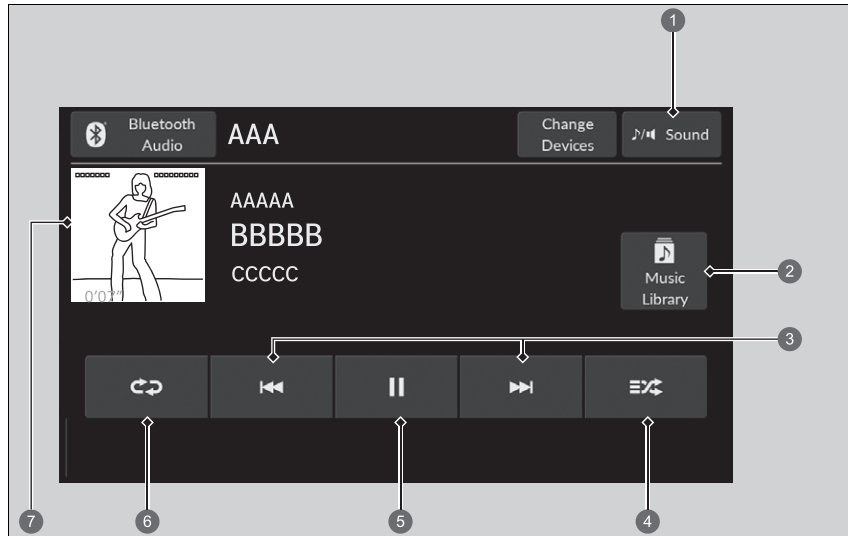 1
Bluetooth
Audio
AAA
Change
Devices
Sound
AAAAA
BBBBB
CCCCC
0'07"
Music
Library
2
3
7
6
5
4